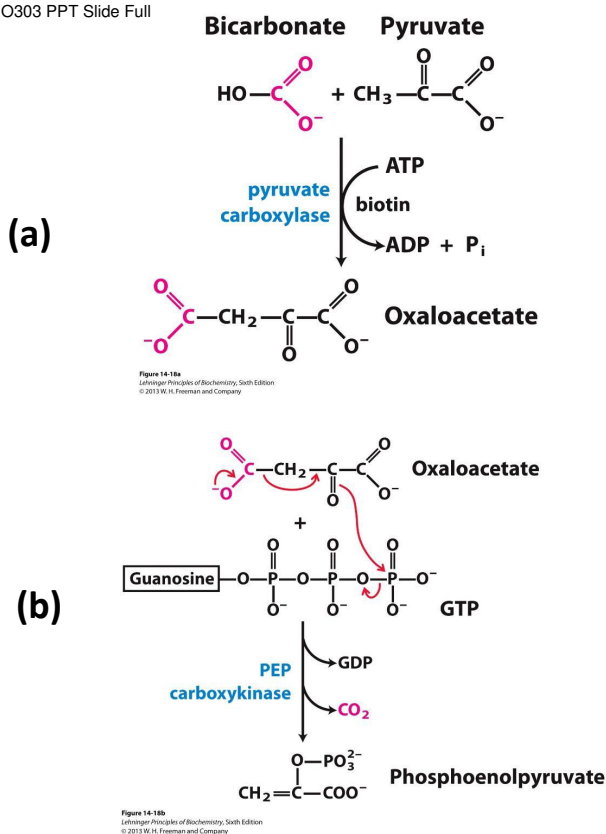 O303 PPT Slide Full
Bicarbonate Pyruvate
O O O
HO—C + CH₃—C—C
O⁻ O⁻
ATP
pyruvate
carboxylase
biotin
(a)
ADP + Pᵢ
O O
C—CH₂—C—C Oxaloacetate
⁻O O O⁻
Figure 14-18a
Lehninger Principles of Biochemistry, Sixth Edition
© 2013 W. H. Freeman and Company
O O
C—CH₂—C—C Oxaloacetate
⁻O O O⁻
+
O O O
Guanosine—O—P—O—P—O—P—O⁻
O⁻ O⁻ O⁻ GTP
(b)
GDP
PEP
carboxykinase
CO₂
O—PO₃²⁻
CH₂=C—COO⁻ Phosphoenolpyruvate
Figure 14-18b
Lehninger Principles of Biochemistry, Sixth Edition
© 2013 W. H. Freeman and Company